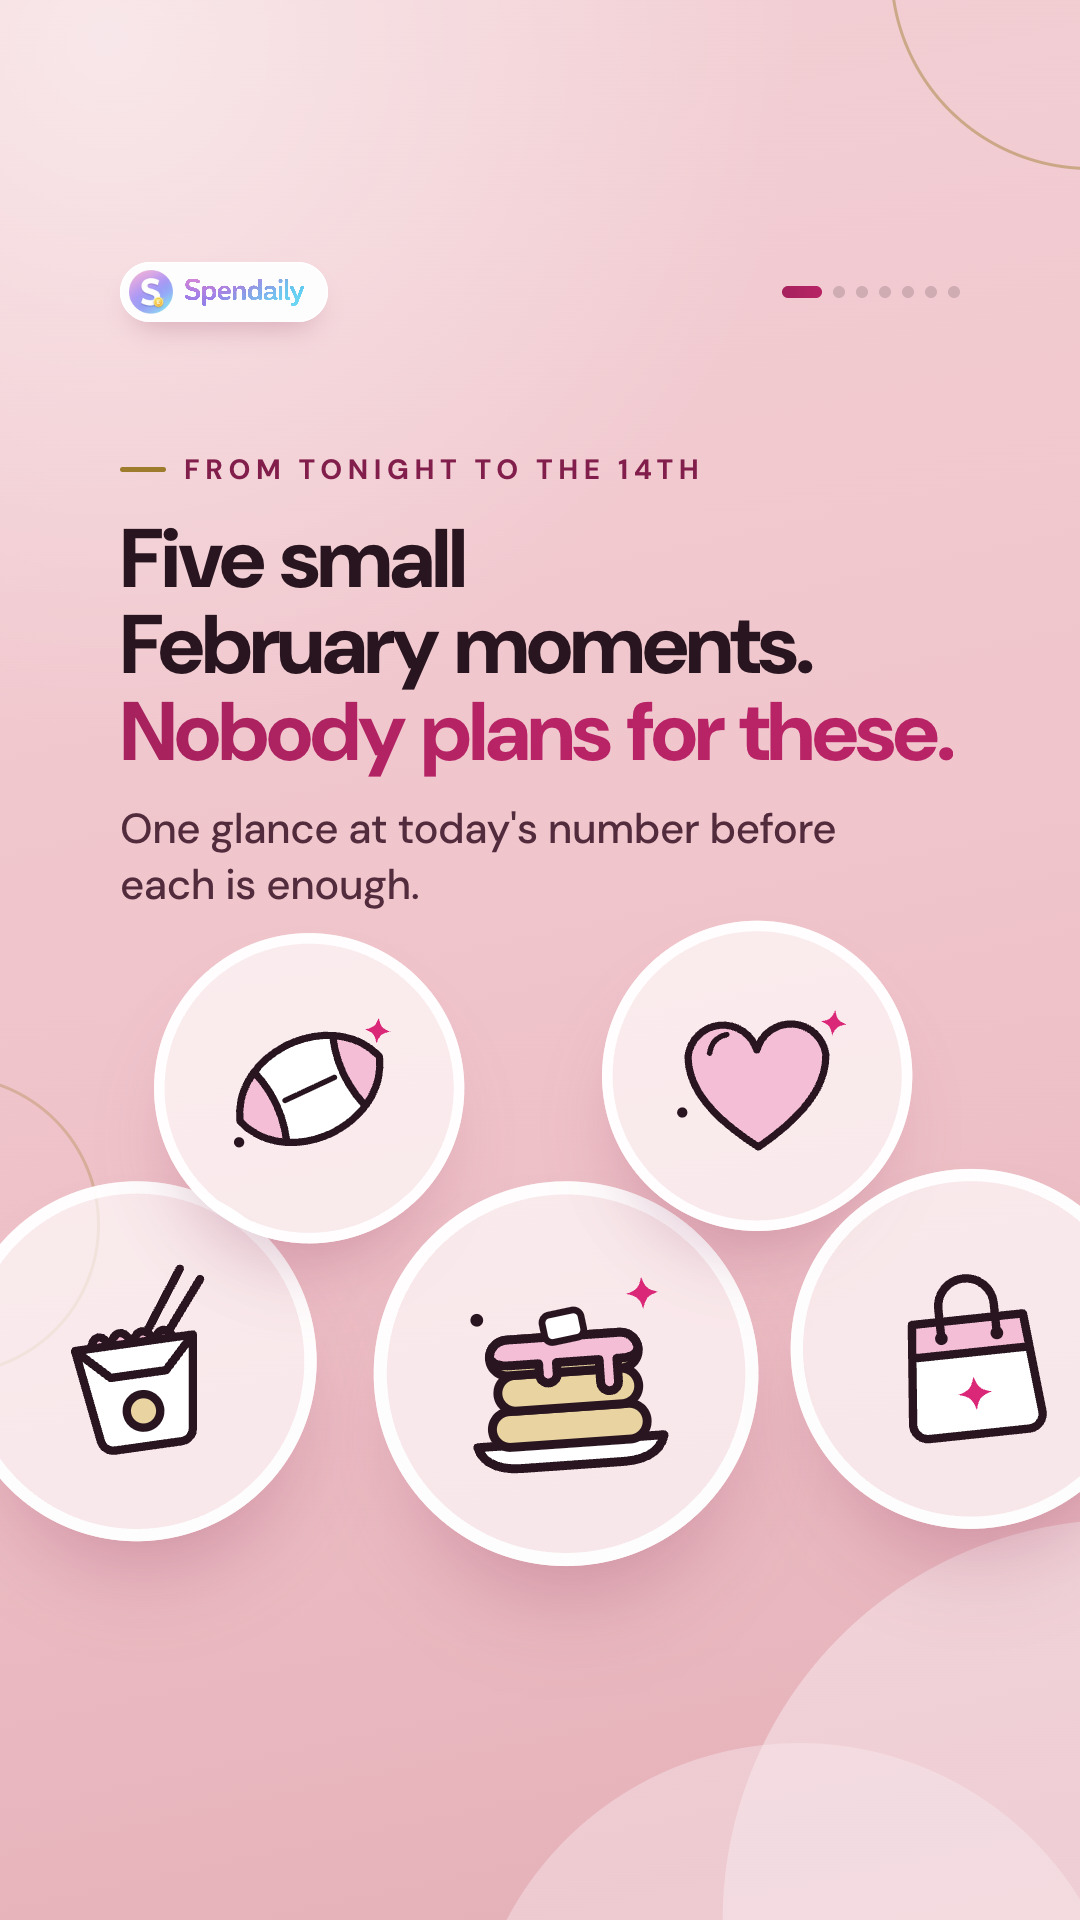 Spendaily
FROM TONIGHT TO THE 14TH
Five small
February moments.
Nobody plans for these.
One glance at today's number before
each is enough.